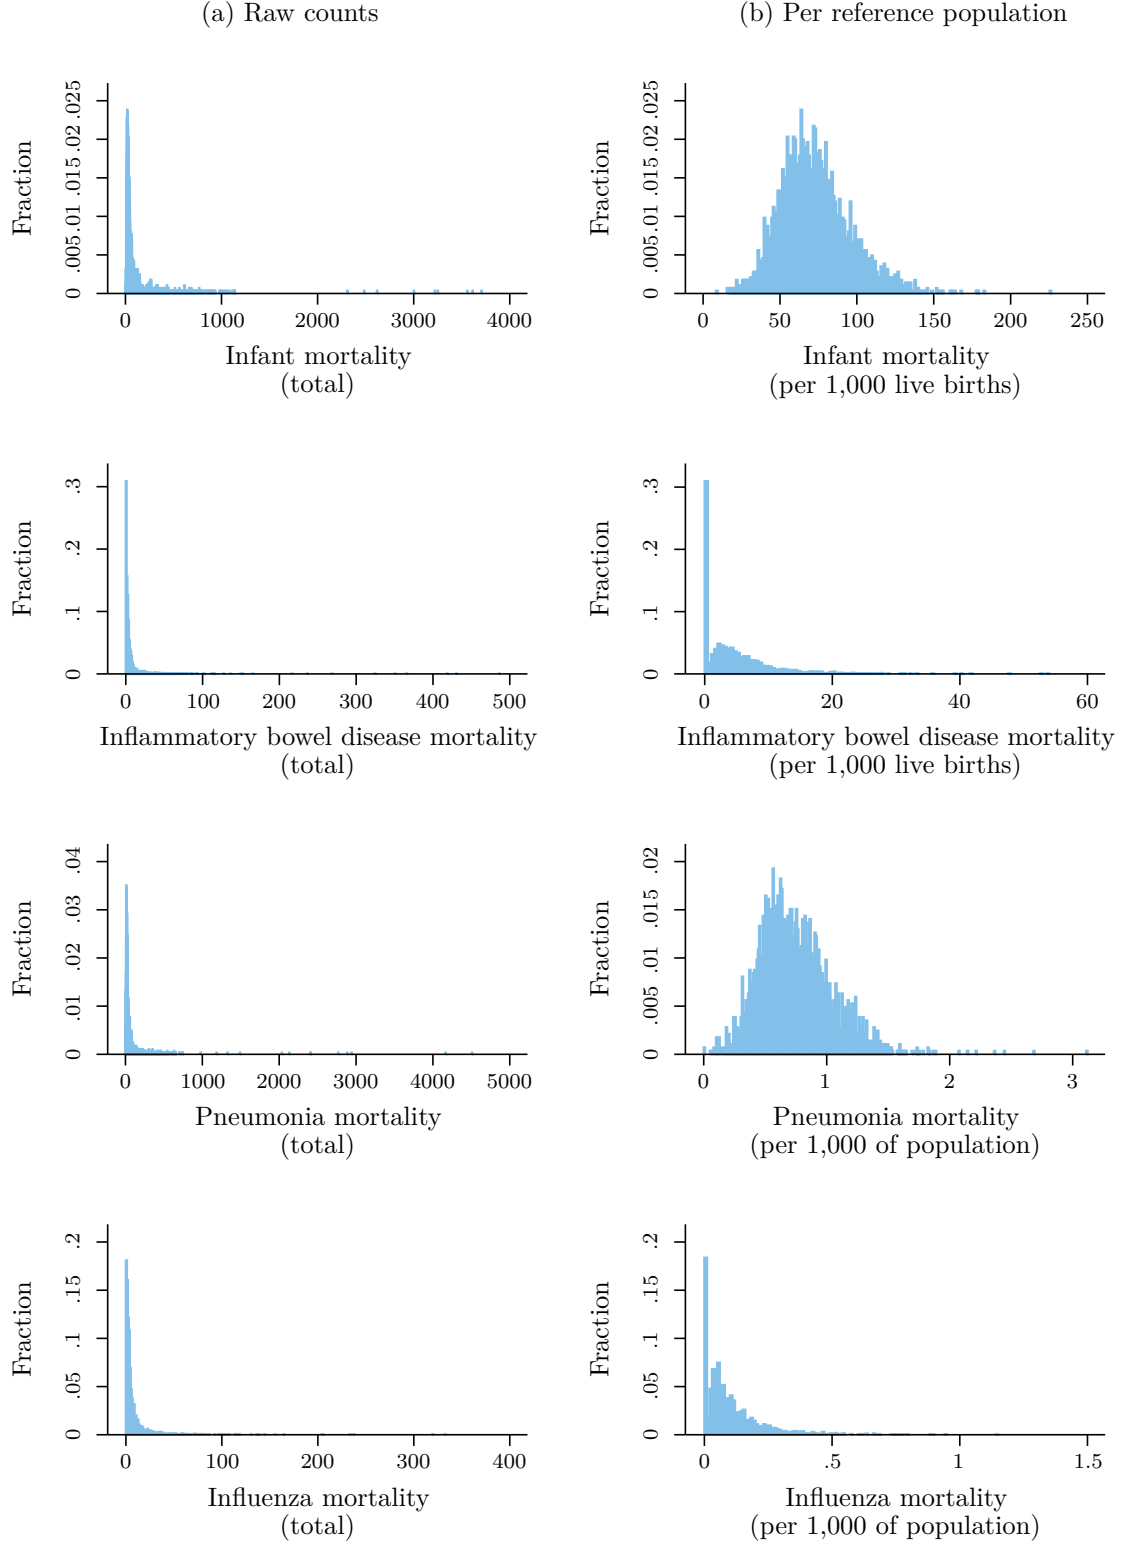 (a) Raw counts
(b) Per reference population
Fraction
0 .005 .01 .015 .02 .025
0 1000 2000 3000 4000
Infant mortality
(total)
Fraction
0 .005 .01 .015 .02 .025
0 50 100 150 200 250
Infant mortality
(per 1,000 live births)
Fraction
0 .1 .2 .3
0 100 200 300 400 500
Inflammatory bowel disease mortality
(total)
Fraction
0 .1 .2 .3
0 20 40 60
Inflammatory bowel disease mortality
(per 1,000 live births)
Fraction
0 .01 .02 .03 .04
0 1000 2000 3000 4000 5000
Pneumonia mortality
(total)
Fraction
0 .005 .01 .015 .02
0 1 2 3
Pneumonia mortality
(per 1,000 of population)
Fraction
0 .05 .1 .15 .2
0 100 200 300 400
Influenza mortality
(total)
Fraction
0 .05 .1 .15 .2
0 .5 1 1.5
Influenza mortality
(per 1,000 of population)